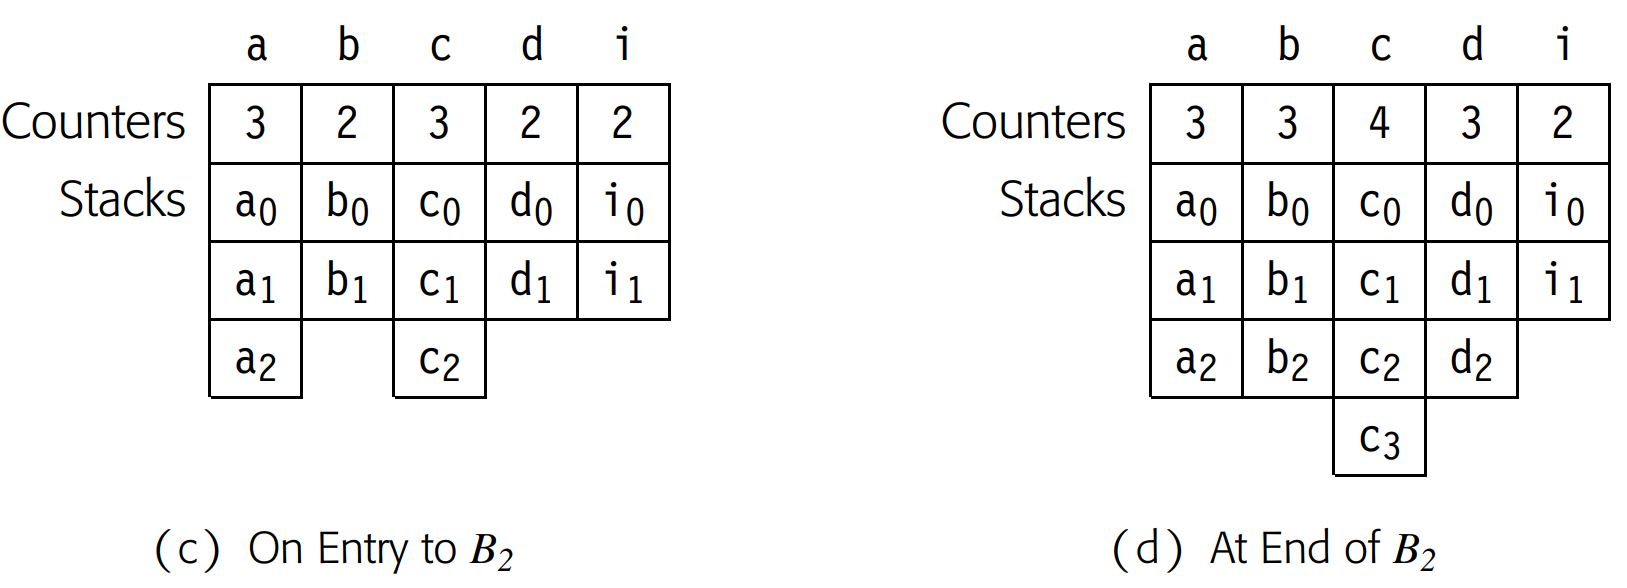 a b c d i
Counters 3 2 3 2 2
Stacks a0 b0 c0 d0 i0
a1 b1 c1 d1 i1
a2 c2
(c) On Entry to B2
a b c d i
Counters 3 3 4 3 2
Stacks a0 b0 c0 d0 i0
a1 b1 c1 d1 i1
a2 b2 c2 d2
c3
(d) At End of B2